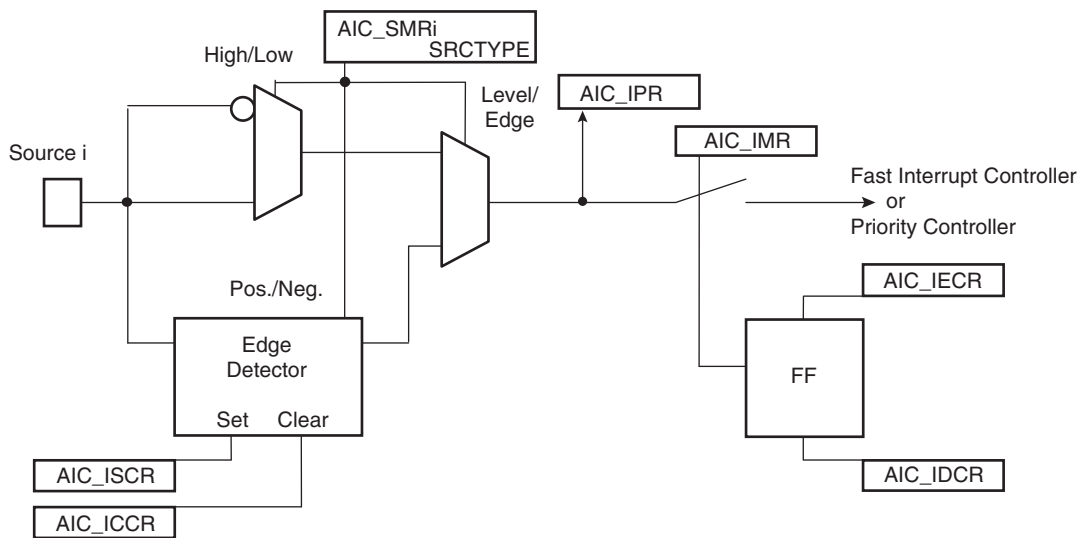 AIC_SMRi
SRCTYPE
High/Low
Level/
Edge
AIC_IPR
AIC_IMR
Source i
Fast Interrupt Controller
or
Priority Controller
Pos./Neg.
AIC_IECR
Edge
Detector
FF
Set Clear
AIC_ISCR
AIC_IDCR
AIC_ICCR